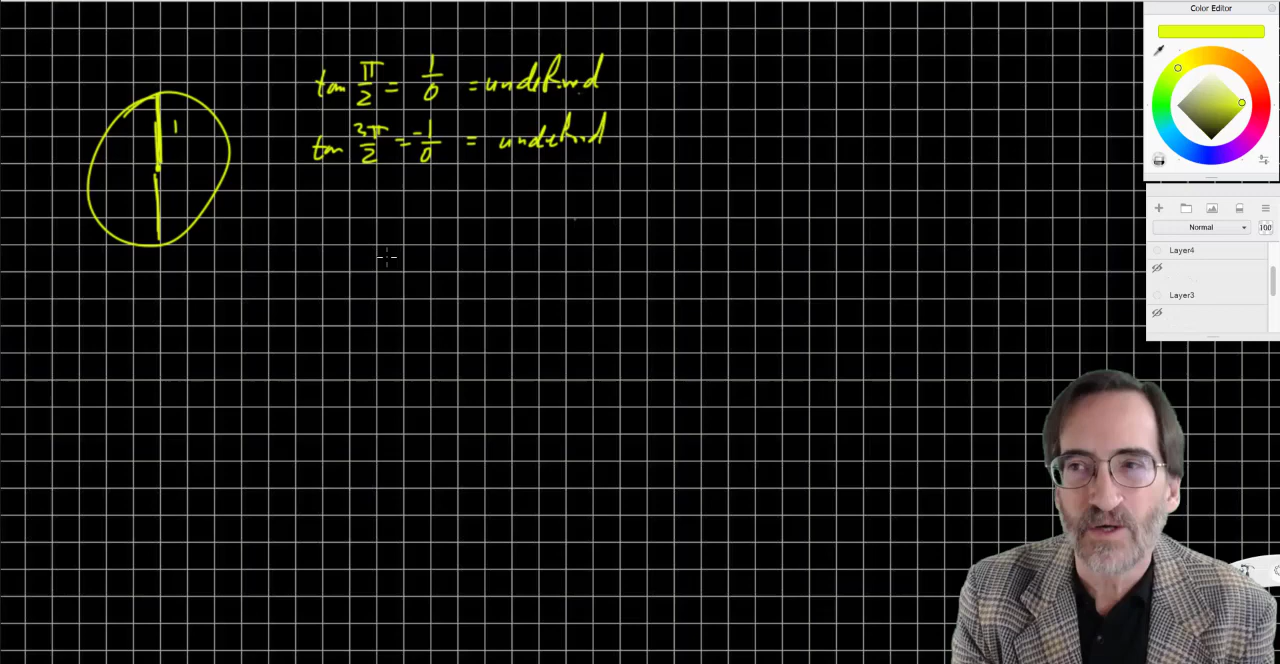 tan π/2 = 1/0 = undefined
tan 3π/2 = -1/0 = undefined
1
Color Editor
Normal
100
Layer4
Layer3